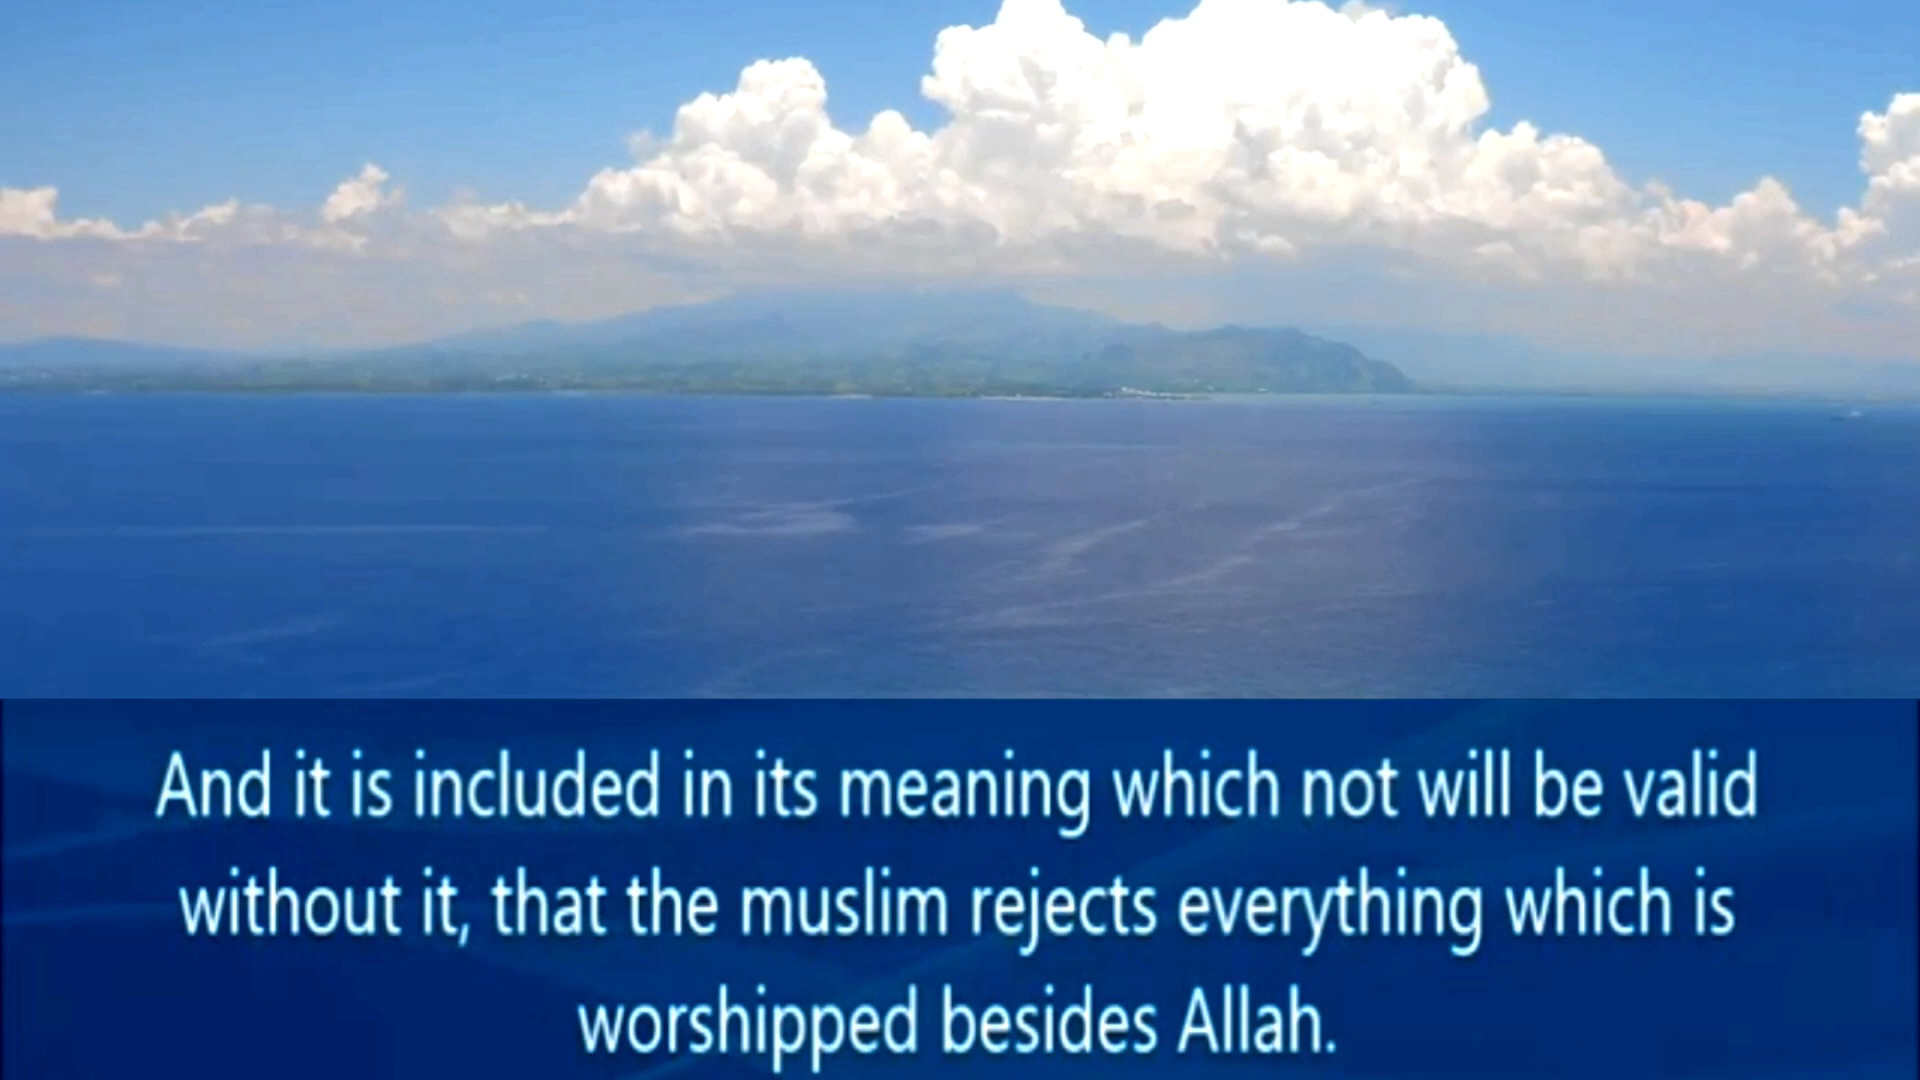 And it is included in its meaning which not will be valid
without it, that the muslim rejects everything which is
worshipped besides Allah.